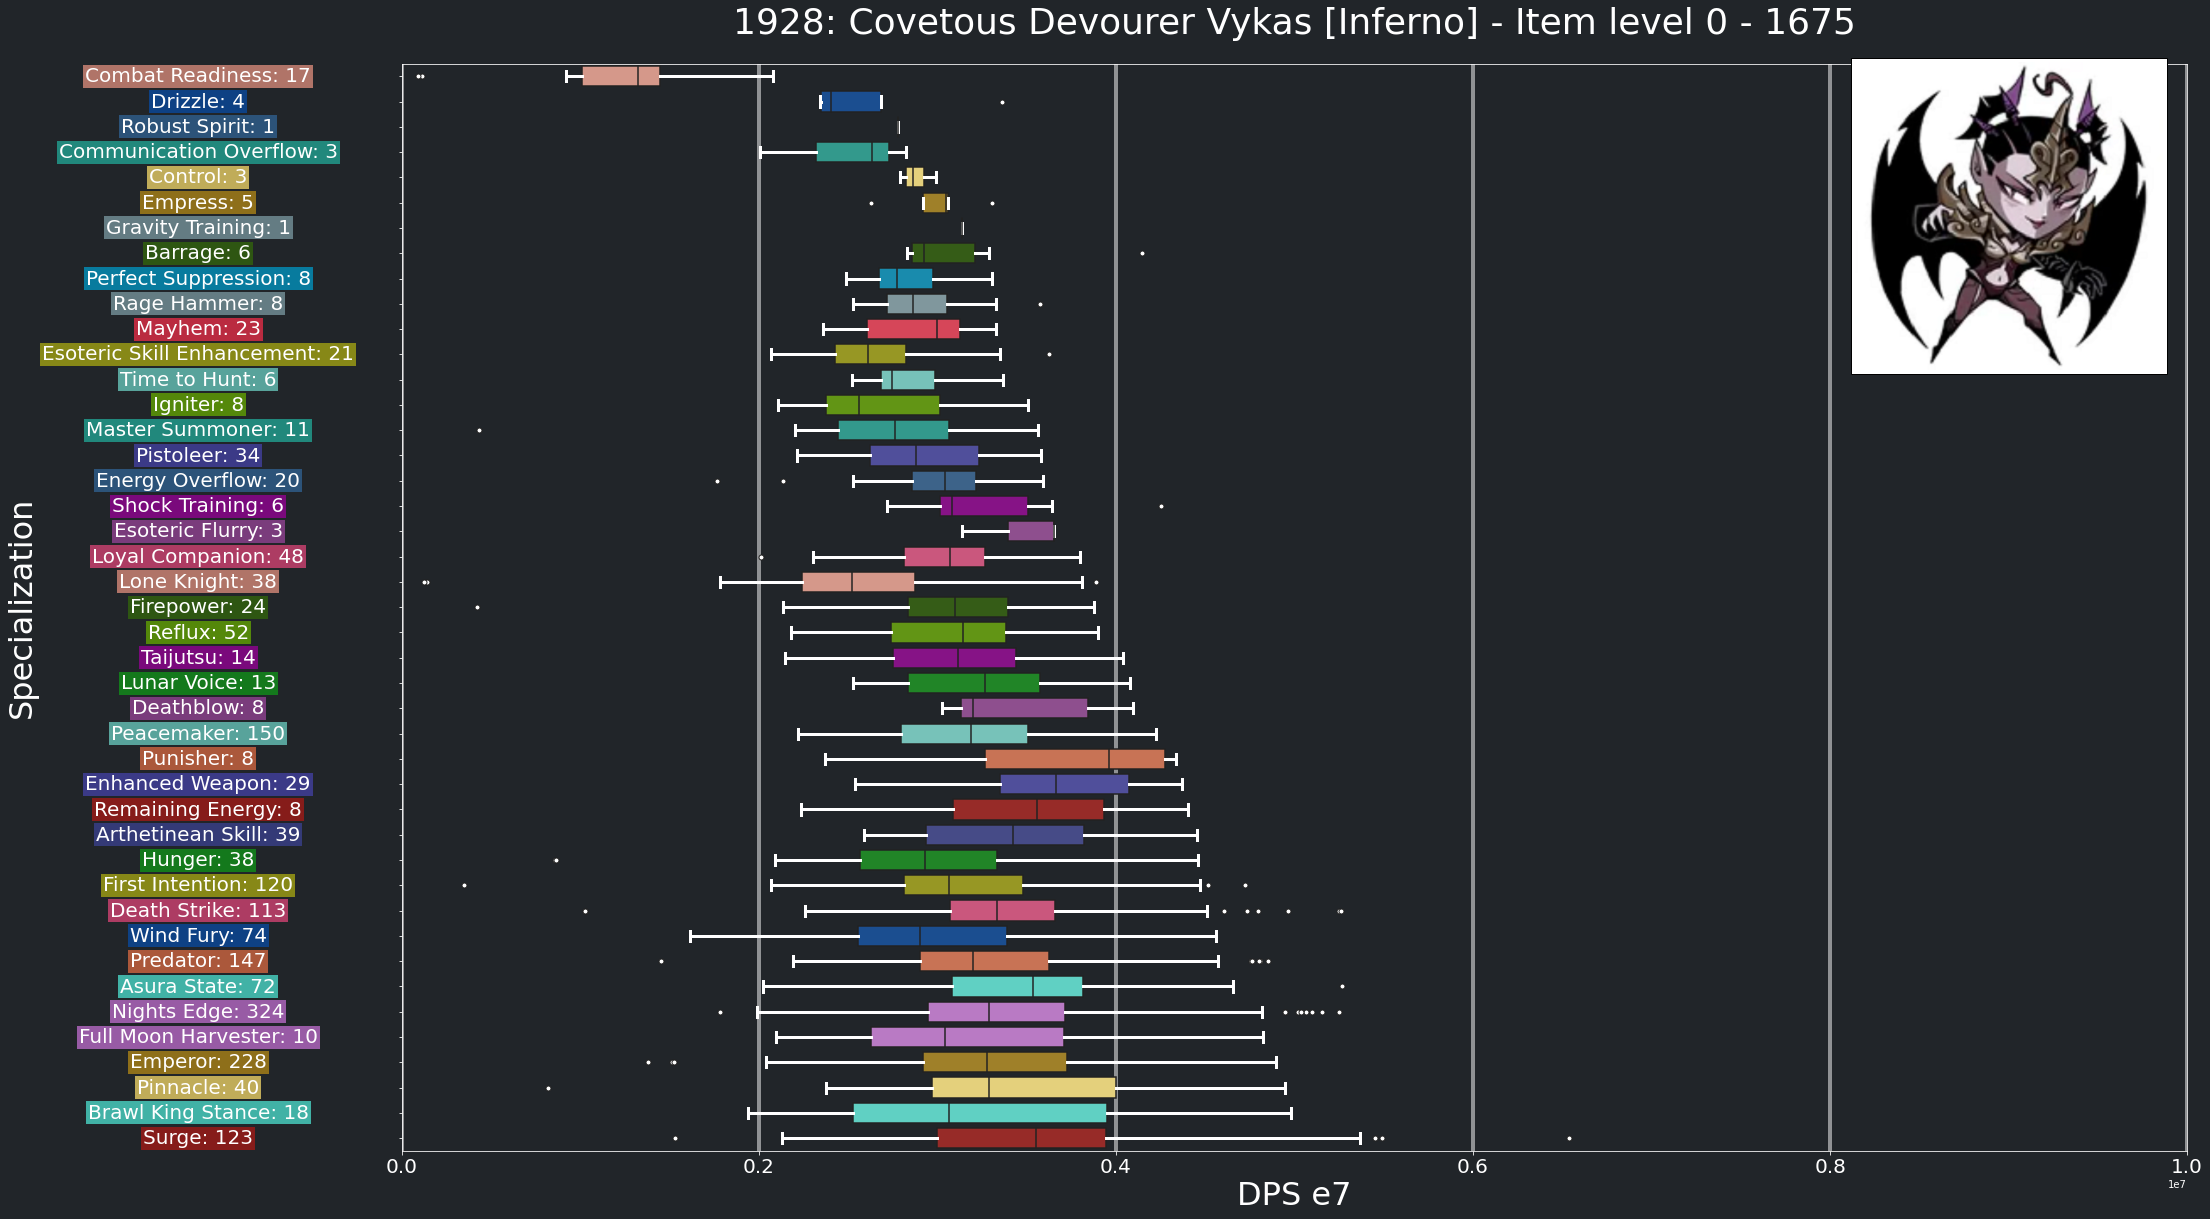 1928: Covetous Devourer Vykas [Inferno] - Item level 0 - 1675
Combat Readiness: 17
Drizzle: 4
Robust Spirit: 1
Communication Overflow: 3
Control: 3
Empress: 5
Gravity Training: 1
Barrage: 6
Perfect Suppression: 8
Rage Hammer: 8
Mayhem: 23
Esoteric Skill Enhancement: 21
Time to Hunt: 6
Igniter: 8
Master Summoner: 11
Pistoleer: 34
Energy Overflow: 20
Shock Training: 6
Esoteric Flurry: 3
Loyal Companion: 48
Lone Knight: 38
Firepower: 24
Reflux: 52
Taijutsu: 14
Lunar Voice: 13
Deathblow: 8
Peacemaker: 150
Punisher: 8
Enhanced Weapon: 29
Remaining Energy: 8
Arthetinean Skill: 39
Hunger: 38
First Intention: 120
Death Strike: 113
Wind Fury: 74
Predator: 147
Asura State: 72
Nights Edge: 324
Full Moon Harvester: 10
Emperor: 228
Pinnacle: 40
Brawl King Stance: 18
Surge: 123
Specialization
0.0 0.2 0.4 0.6 0.8 1.0
1e7
DPS e7